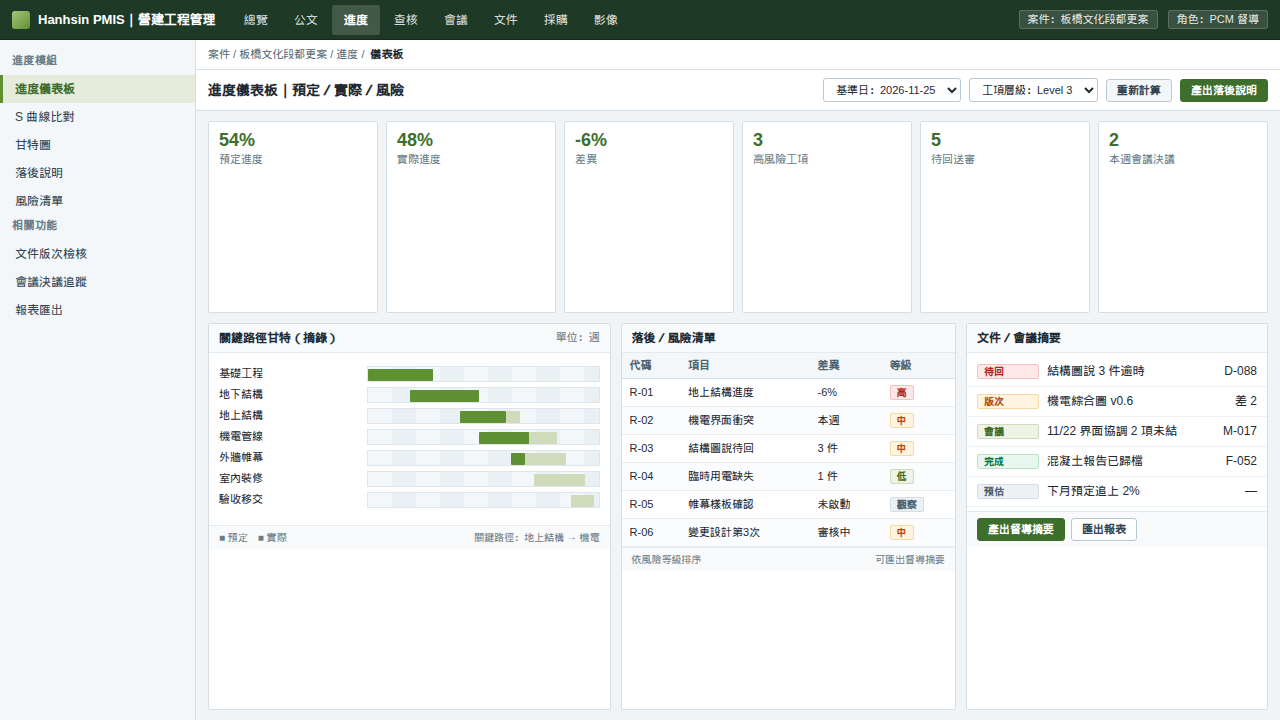 Hanhsin PMIS｜營建工程管理 總覽 公文 進度 查核 會議 文件 採購 影像 案件: 板橋文化段都更案 角色: PCM 督導
進度模組
進度儀表板
S 曲線比對
甘特圖
落後說明
風險清單
相關功能
文件版次檢核
會議決議追蹤
報表匯出
案件 / 板橋文化段都更案 / 進度 / 儀表板
進度儀表板｜預定 / 實際 / 風險 基準日: 2026-11-25 工項層級: Level 3 重新計算 產出落後說明
54%
預定進度
48%
實際進度
-6%
差異
3
高風險工項
5
待回送審
2
本週會議決議
關鍵路徑甘特（摘錄） 單位: 週
基礎工程
地下結構
地上結構
機電管線
外牆帷幕
室內裝修
驗收移交
■ 預定 ■ 實際 關鍵路徑: 地上結構 → 機電
落後 / 風險清單
代碼 項目 差異 等級
R-01 地上結構進度 -6% 高
R-02 機電界面衝突 本週 中
R-03 結構圖說待回 3 件 中
R-04 臨時用電缺失 1 件 低
R-05 帷幕樣板確認 未啟動 觀察
R-06 變更設計第3次 審核中 中
依風險等級排序 可匯出督導摘要
文件 / 會議摘要
待回 結構圖說 3 件逾時 D-088
版次 機電綜合圖 v0.6 差 2
會議 11/22 界面協調 2 項未結 M-017
完成 混凝土報告已歸檔 F-052
預估 下月預定追上 2% —
產出督導摘要 匯出報表